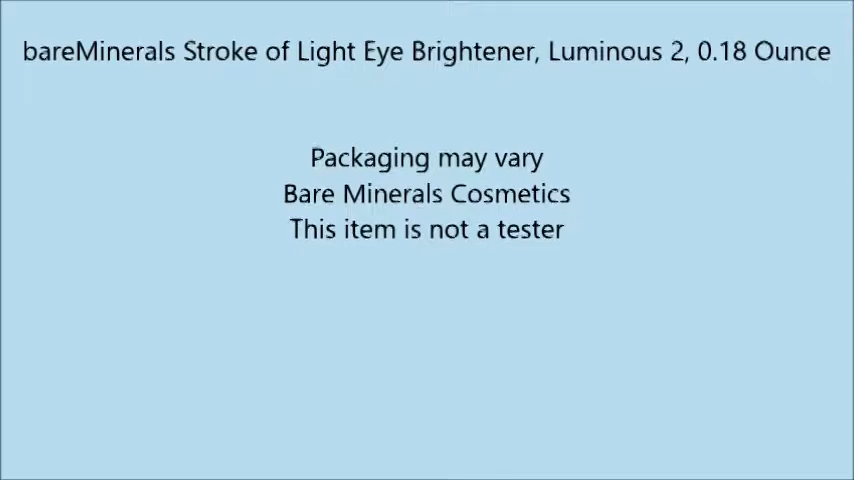 bareMinerals Stroke of Light Eye Brightener, Luminous 2, 0.18 Ounce
Packaging may vary
Bare Minerals Cosmetics
This item is not a tester